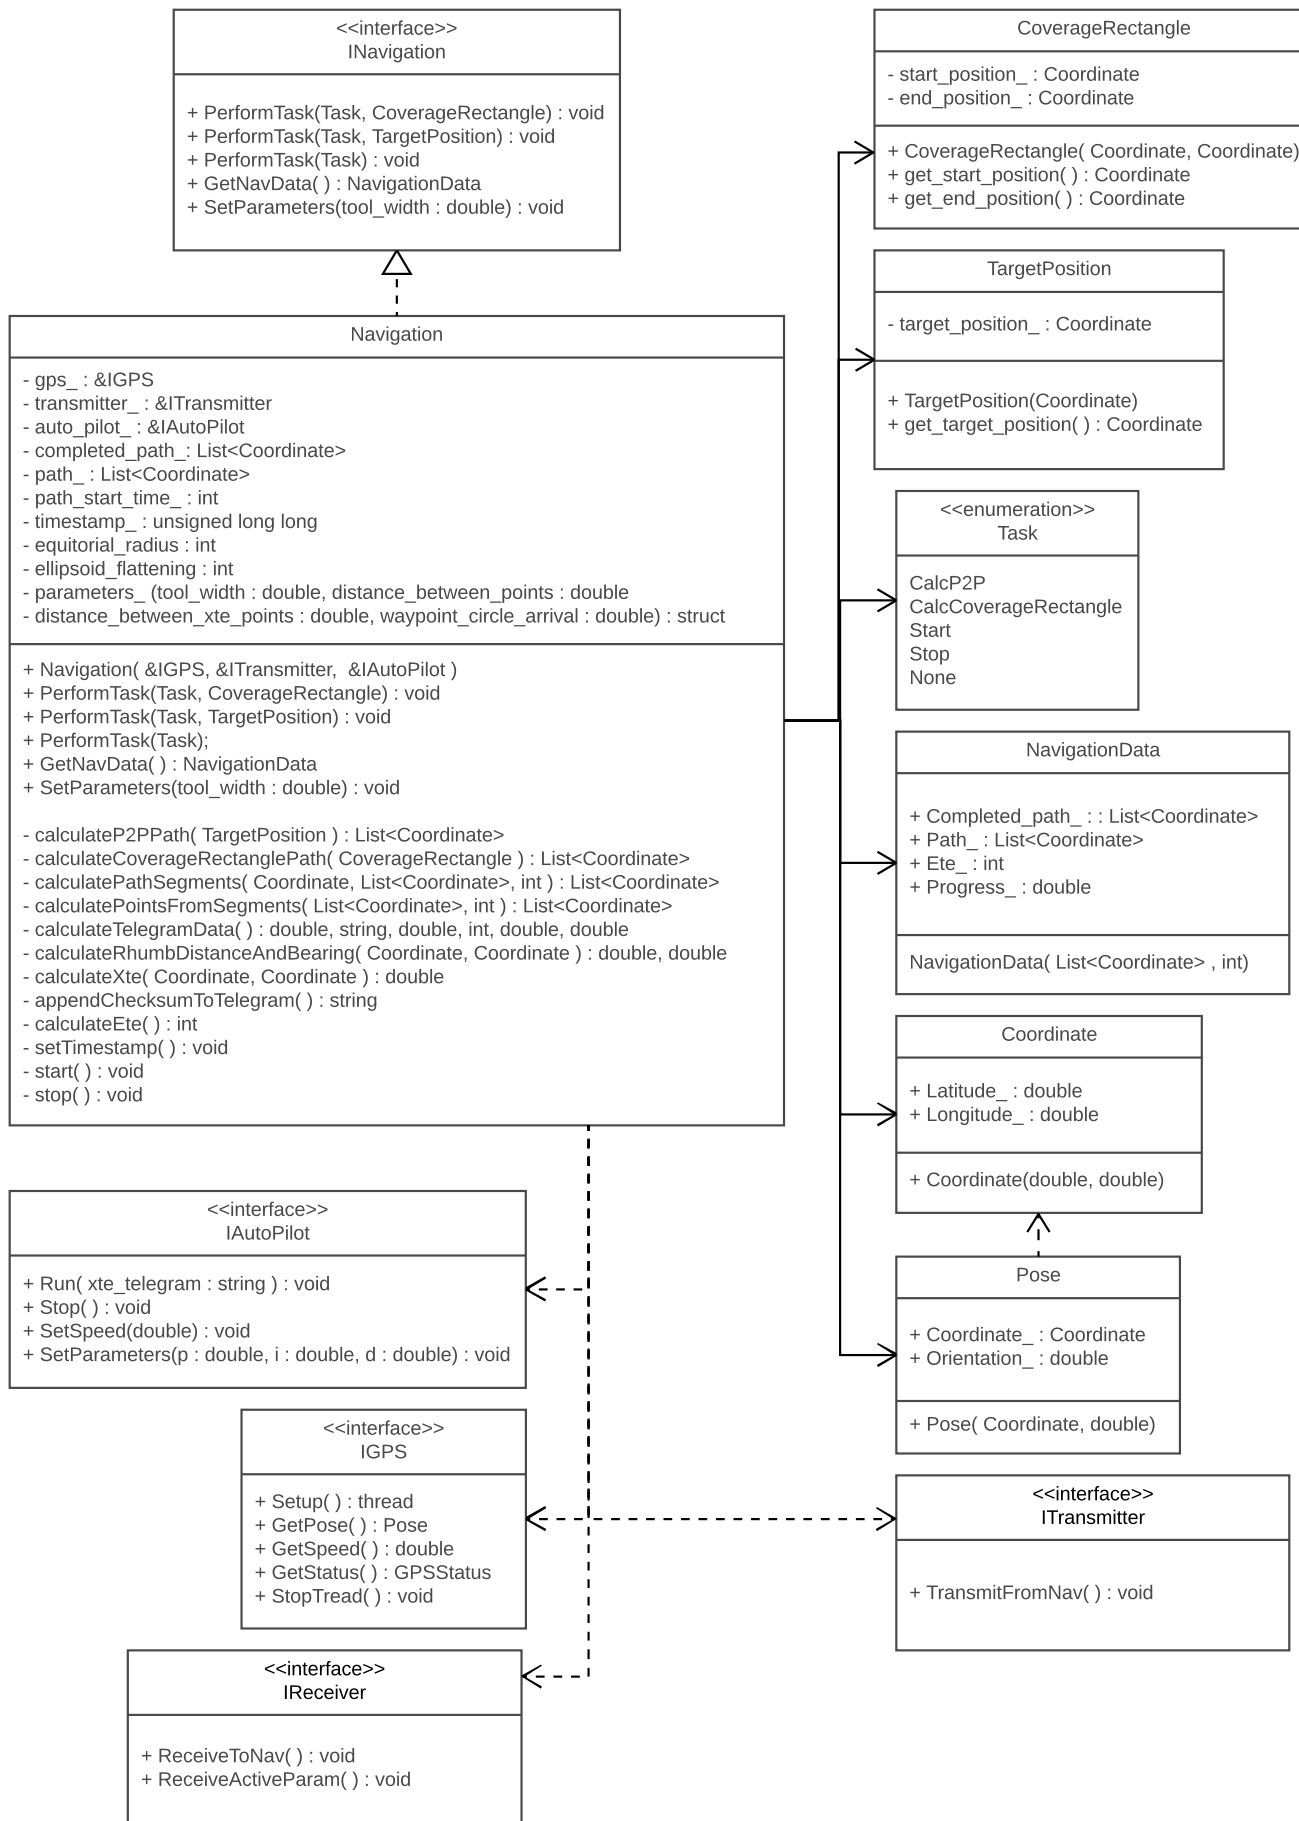 <<interface>>
INavigation
+ PerformTask(Task, CoverageRectangle) : void
+ PerformTask(Task, TargetPosition) : void
+ PerformTask(Task) : void
+ GetNavData( ) : NavigationData
+ SetParameters(tool_width : double) : void
CoverageRectangle
- start_position_ : Coordinate
- end_position_ : Coordinate
+ CoverageRectangle( Coordinate, Coordinate)
+ get_start_position( ) : Coordinate
+ get_end_position( ) : Coordinate
TargetPosition
- target_position_ : Coordinate
+ TargetPosition(Coordinate)
+ get_target_position( ) : Coordinate
Navigation
- gps_ : &IGPS
- transmitter_ : &ITransmitter
- auto_pilot_ : &IAutoPilot
- completed_path_: List<Coordinate>
- path_ : List<Coordinate>
- path_start_time_ : int
- timestamp_ : unsigned long long
- equitorial_radius : int
- ellipsoid_flattening : int
- parameters_ (tool_width : double, distance_between_points : double
- distance_between_xte_points : double, waypoint_circle_arrival : double) : struct
+ Navigation( &IGPS, &ITransmitter,  &IAutoPilot )
+ PerformTask(Task, CoverageRectangle) : void
+ PerformTask(Task, TargetPosition) : void
+ PerformTask(Task);
+ GetNavData( ) : NavigationData
+ SetParameters(tool_width : double) : void
- calculateP2PPath( TargetPosition ) : List<Coordinate>
- calculateCoverageRectanglePath( CoverageRectangle ) : List<Coordinate>
- calculatePathSegments( Coordinate, List<Coordinate>, int ) : List<Coordinate>
- calculatePointsFromSegments( List<Coordinate>, int ) : List<Coordinate>
- calculateTelegramData( ) : double, string, double, int, double, double
- calculateRhumbDistanceAndBearing( Coordinate, Coordinate ) : double, double
- calculateXte( Coordinate, Coordinate ) : double
- appendChecksumToTelegram( ) : string
- calculateEte( ) : int
- setTimestamp( ) : void
- start( ) : void
- stop( ) : void
<<enumeration>>
Task
CalcP2P
CalcCoverageRectangle
Start
Stop
None
NavigationData
+ Completed_path_ : : List<Coordinate>
+ Path_ : List<Coordinate>
+ Ete_ : int
+ Progress_ : double
NavigationData( List<Coordinate> , int)
Coordinate
+ Latitude_ : double
+ Longitude_ : double
+ Coordinate(double, double)
<<interface>>
IAutoPilot
+ Run( xte_telegram : string ) : void
+ Stop( ) : void
+ SetSpeed(double) : void
+ SetParameters(p : double, i : double, d : double) : void
Pose
+ Coordinate_ : Coordinate
+ Orientation_ : double
+ Pose( Coordinate, double)
<<interface>>
IGPS
+ Setup( ) : thread
+ GetPose( ) : Pose
+ GetSpeed( ) : double
+ GetStatus( ) : GPSStatus
+ StopTread( ) : void
<<interface>>
ITransmitter
+ TransmitFromNav( ) : void
<<interface>>
IReceiver
+ ReceiveToNav( ) : void
+ ReceiveActiveParam( ) : void